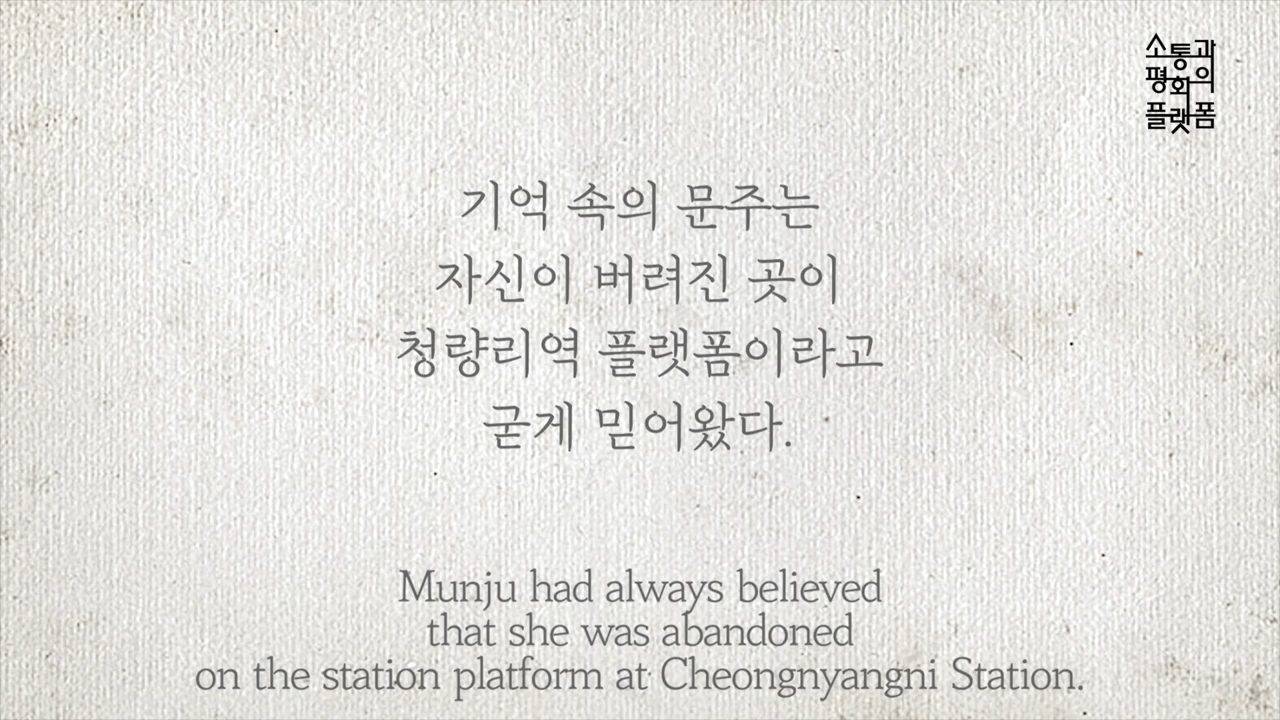 소통과
평화의
플랫폼
기억 속의 문주는
자신이 버려진 곳이
청량리역 플랫폼이라고
굳게 믿어왔다.
Munju had always believed
that she was abandoned
on the station platform at Cheongnyangni Station.